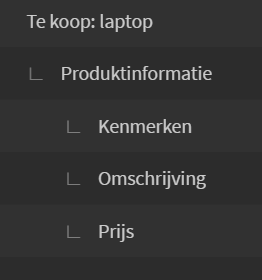 Te koop: laptop
Produktinformatie
Kenmerken
Omschrijving
Prijs